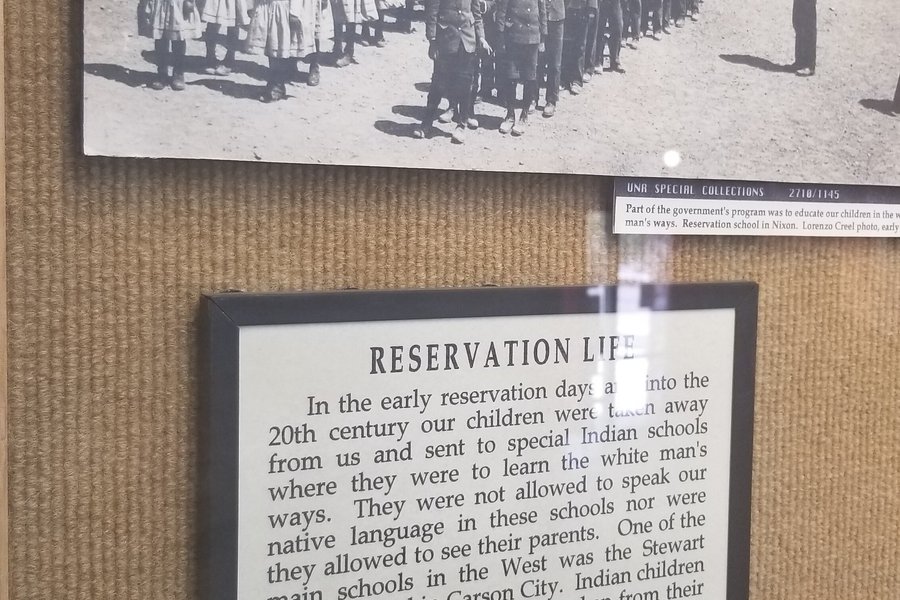 UNR SPECIAL COLLECTIONS 2710/1145
Part of the government's program was to educate our children in the
man's ways. Reservation school in Nixon. Lorenzo Creel photo, early
RESERVATION LIFE
In the early reservation days and into the
20th century our children were taken away
from us and sent to special Indian schools
where they were to learn the white man's
ways. They were not allowed to speak our
native language in these schools nor were
they allowed to see their parents. One of the
main schools in the West was the Stewart
Carson City. Indian children
from their